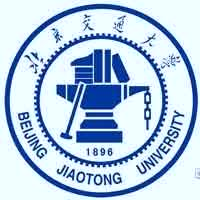 北京交通大学
1896
BEIJING JIAOTONG UNIVERSITY